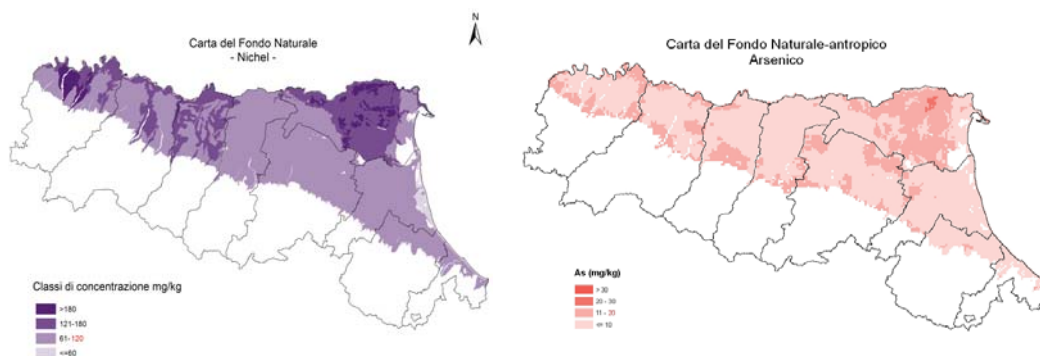 N
Carta del Fondo Naturale
- Nichel -
Classi di concentrazione mg/kg
>180
121-180
61-120
<=60
Carta del Fondo Naturale-antropico
Arsenico
As (mg/kg)
> 30
20 - 30
11 - 20
<= 10